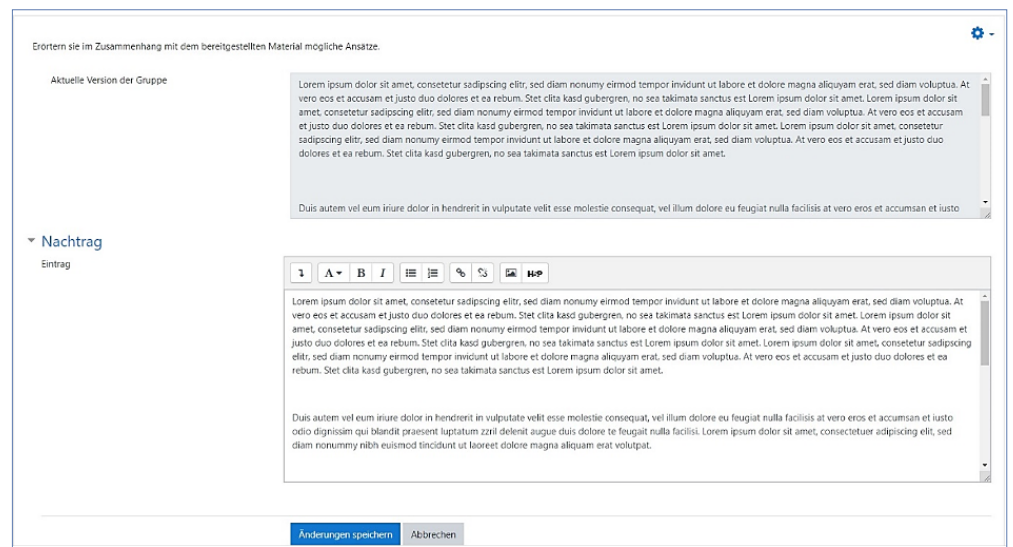 Erörtern sie im Zusammenhang mit dem bereitgestellten Material mögliche Ansätze.
Aktuelle Version der Gruppe
Lorem ipsum dolor sit amet, consetetur sadipscing elitr, sed diam nonumy eirmod tempor invidunt ut labore et dolore magna aliquyam erat, sed diam voluptua. At
vero eos et accusam et justo duo dolores et ea rebum. Stet clita kasd gubergren, no sea takimata sanctus est Lorem ipsum dolor sit amet. Lorem ipsum dolor sit
amet, consetetur sadipscing elitr, sed diam nonumy eirmod tempor invidunt ut labore et dolore magna aliquyam erat, sed diam voluptua. At vero eos et accusam
et justo duo dolores et ea rebum. Stet clita kasd gubergren, no sea takimata sanctus est Lorem ipsum dolor sit amet. Lorem ipsum dolor sit amet, consetetur
sadipscing elitr, sed diam nonumy eirmod tempor invidunt ut labore et dolore magna aliquyam erat, sed diam voluptua. At vero eos et accusam et justo duo
dolores et ea rebum. Stet clita kasd gubergren, no sea takimata sanctus est Lorem ipsum dolor sit amet.
Duis autem vel eum iriure dolor in hendrerit in vulputate velit esse molestie consequat, vel illum dolore eu feugiat nulla facilisis at vero eros et accumsan et iusto
Nachtrag
Eintrag
A B I H5P
Lorem ipsum dolor sit amet, consetetur sadipscing elitr, sed diam nonumy eirmod tempor invidunt ut labore et dolore magna aliquyam erat, sed diam voluptua. At
vero eos et accusam et justo duo dolores et ea rebum. Stet clita kasd gubergren, no sea takimata sanctus est Lorem ipsum dolor sit amet. Lorem ipsum dolor sit
amet, consetetur sadipscing elitr, sed diam nonumy eirmod tempor invidunt ut labore et dolore magna aliquyam erat, sed diam voluptua. At vero eos et accusam et
justo duo dolores et ea rebum. Stet clita kasd gubergren, no sea takimata sanctus est Lorem ipsum dolor sit amet. Lorem ipsum dolor sit amet, consetetur sadipscing
elitr, sed diam nonumy eirmod tempor invidunt ut labore et dolore magna aliquyam erat, sed diam voluptua. At vero eos et accusam et justo duo dolores et ea
rebum. Stet clita kasd gubergren, no sea takimata sanctus est Lorem ipsum dolor sit amet.
Duis autem vel eum iriure dolor in hendrerit in vulputate velit esse molestie consequat, vel illum dolore eu feugiat nulla facilisis at vero eros et accumsan et iusto
odio dignissim qui blandit praesent luptatum zzril delenit augue duis dolore te feugait nulla facilisi. Lorem ipsum dolor sit amet, consectetuer adipiscing elit, sed
diam nonummy nibh euismod tincidunt ut laoreet dolore magna aliquam erat volutpat.
Änderungen speichern Abbrechen